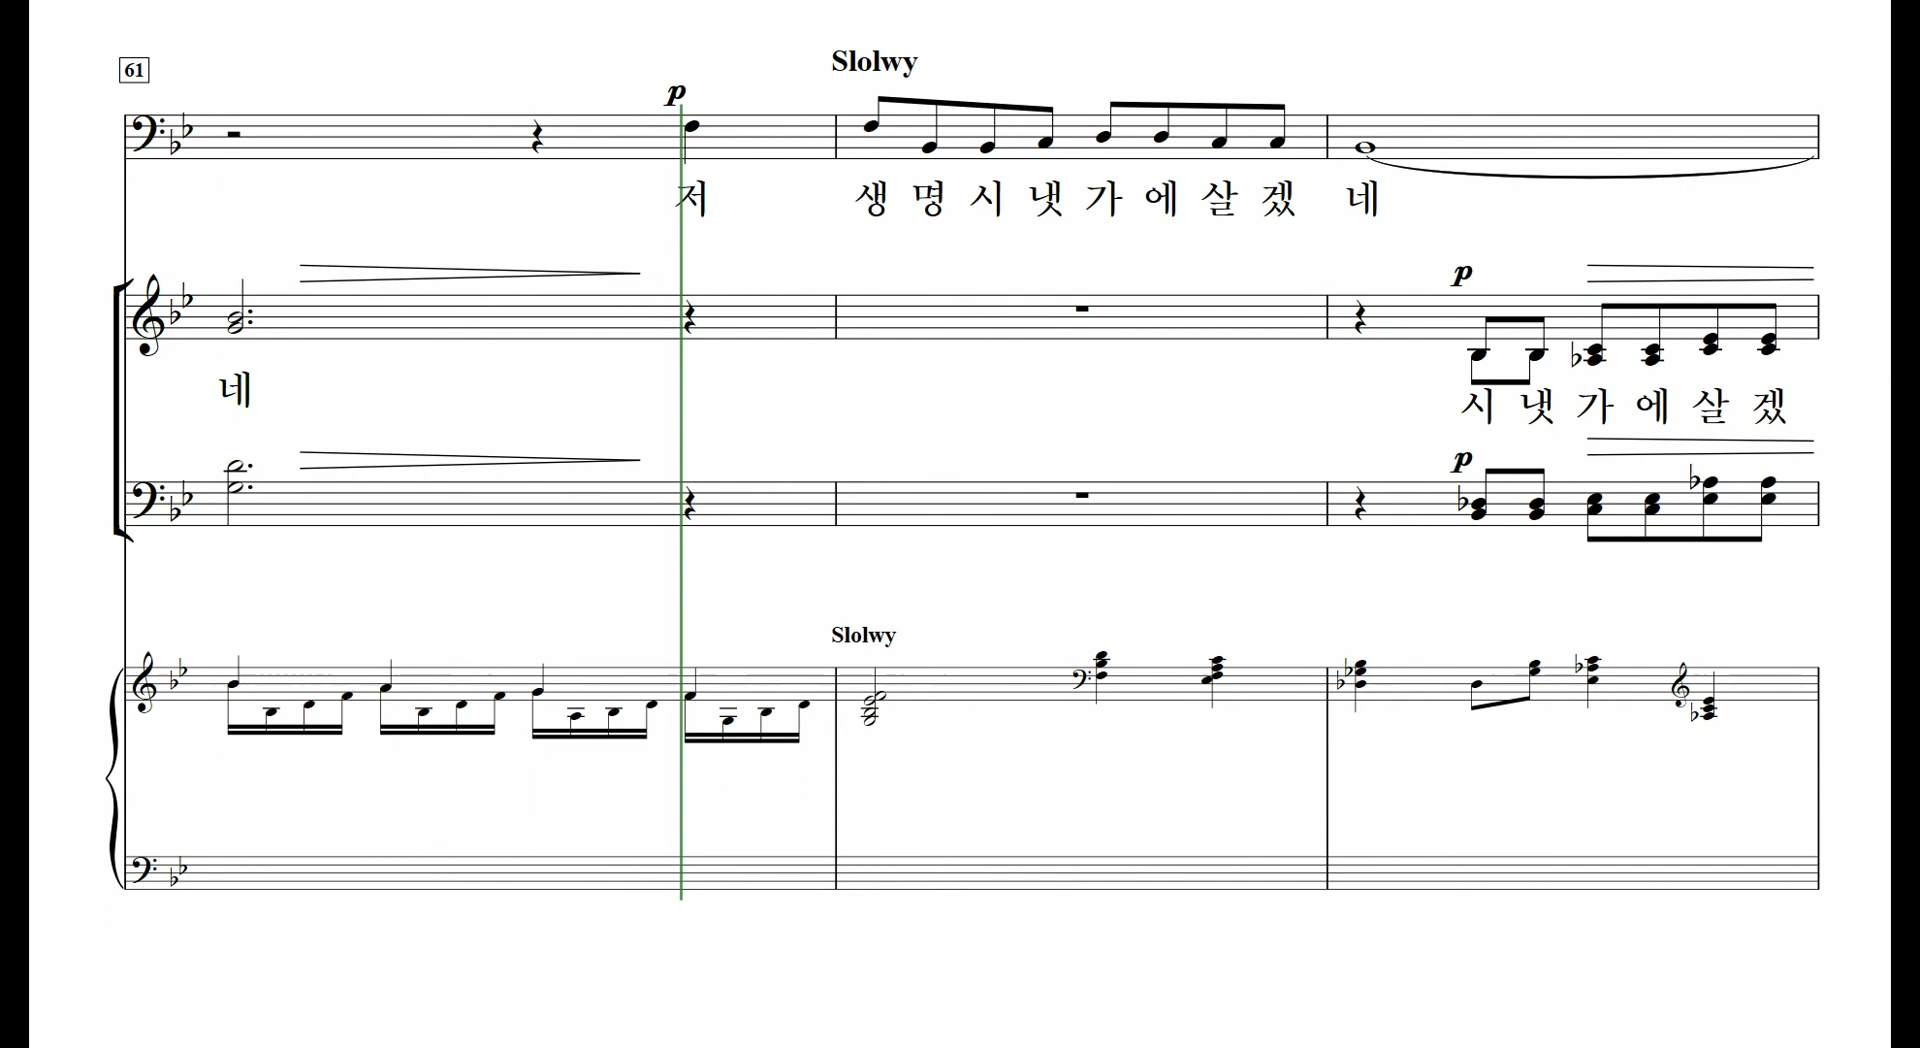 61
Slolwy
p
저 생 명 시 냇 가 에 살 겠 네
p
네 시 냇 가 에 살 겠
p
Slolwy